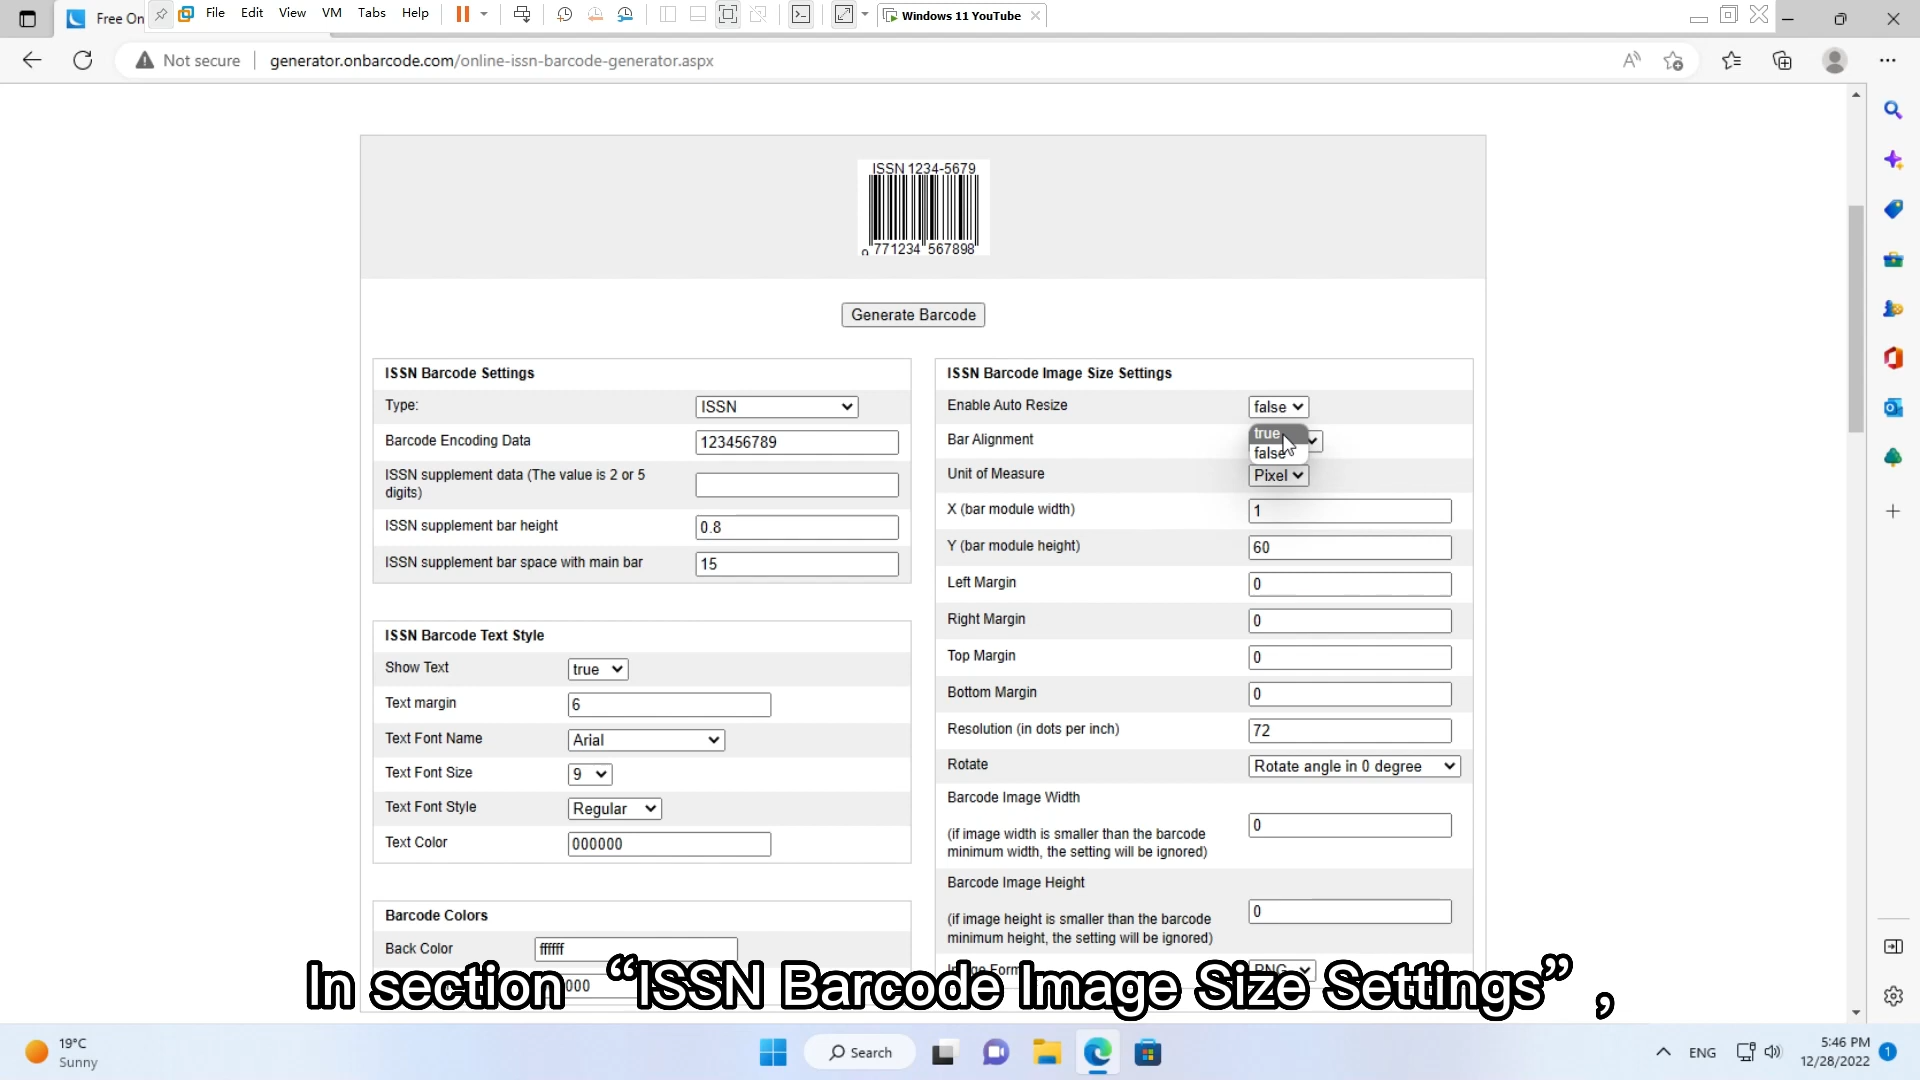 File Edit View VM Tabs Help
Windows 11 YouTube
Free On
Not secure generator.onbarcode.com/online-issn-barcode-generator.aspx
ISSN 1234-5679
0 771234 567898
Generate Barcode
ISSN Barcode Settings
Type: ISSN
Barcode Encoding Data 123456789
ISSN supplement data (The value is 2 or 5
digits)
ISSN supplement bar height 0.8
ISSN supplement bar space with main bar 15
ISSN Barcode Text Style
Show Text true
Text margin 6
Text Font Name Arial
Text Font Size 9
Text Font Style Regular
Text Color 000000
Barcode Colors
Back Color ffffff
ISSN Barcode Image Size Settings
Enable Auto Resize false
true
Bar Alignment
false
Unit of Measure Pixel
X (bar module width) 1
Y (bar module height) 60
Left Margin 0
Right Margin 0
Top Margin 0
Bottom Margin 0
Resolution (in dots per inch) 72
Rotate Rotate angle in 0 degree
Barcode Image Width
0
(if image width is smaller than the barcode
minimum width, the setting will be ignored)
Barcode Image Height
0
(if image height is smaller than the barcode
minimum height, the setting will be ignored)
PNG
In section “ISSN Barcode Image Size Settings”,
19°C
Sunny
Search
ENG
5:46 PM
12/28/2022
1